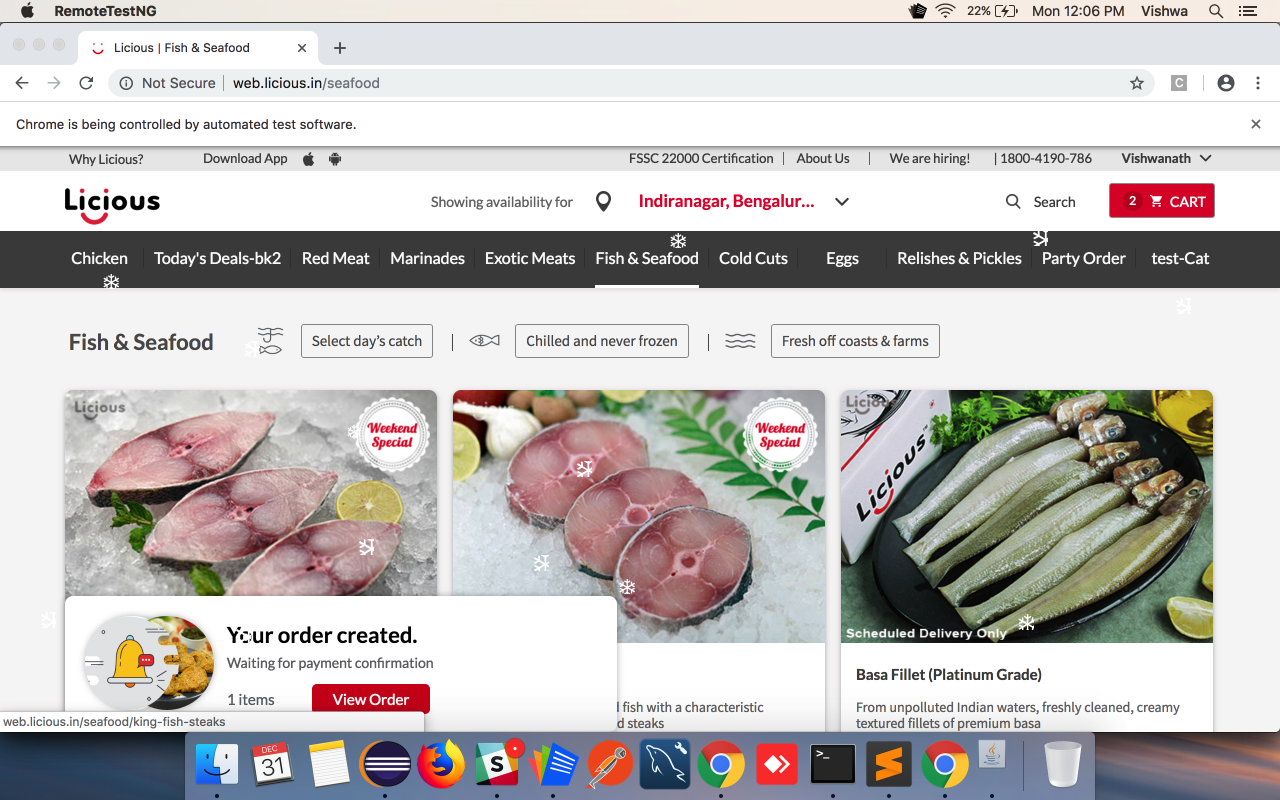 RemoteTestNG
22%
Mon 12:06 PM
Vishwa
Licious | Fish & Seafood
Not Secure
web.licious.in/seafood
C
Chrome is being controlled by automated test software.
Why Licious?
Download App
FSSC 22000 Certification
About Us
We are hiring!
| 1800-4190-786
Vishwanath
Licious
Showing availability for
Indiranagar, Bengalur...
Search
2
CART
Chicken
Today's Deals-bk2
Red Meat
Marinades
Exotic Meats
Fish & Seafood
Cold Cuts
Eggs
Relishes & Pickles
Party Order
test-Cat
Fish & Seafood
Select day's catch
Chilled and never frozen
Fresh off coasts & farms
Licious
Weekend
Special
Weekend
Special
Licious
Licious
Scheduled Delivery Only
Your order created.
Waiting for payment confirmation
1 items
View Order
fish with a characteristic
d steaks
Basa Fillet (Platinum Grade)
From unpolluted Indian waters, freshly cleaned, creamy
textured fillets of premium basa
web.licious.in/seafood/king-fish-steaks
DEC
31
S
>_
S